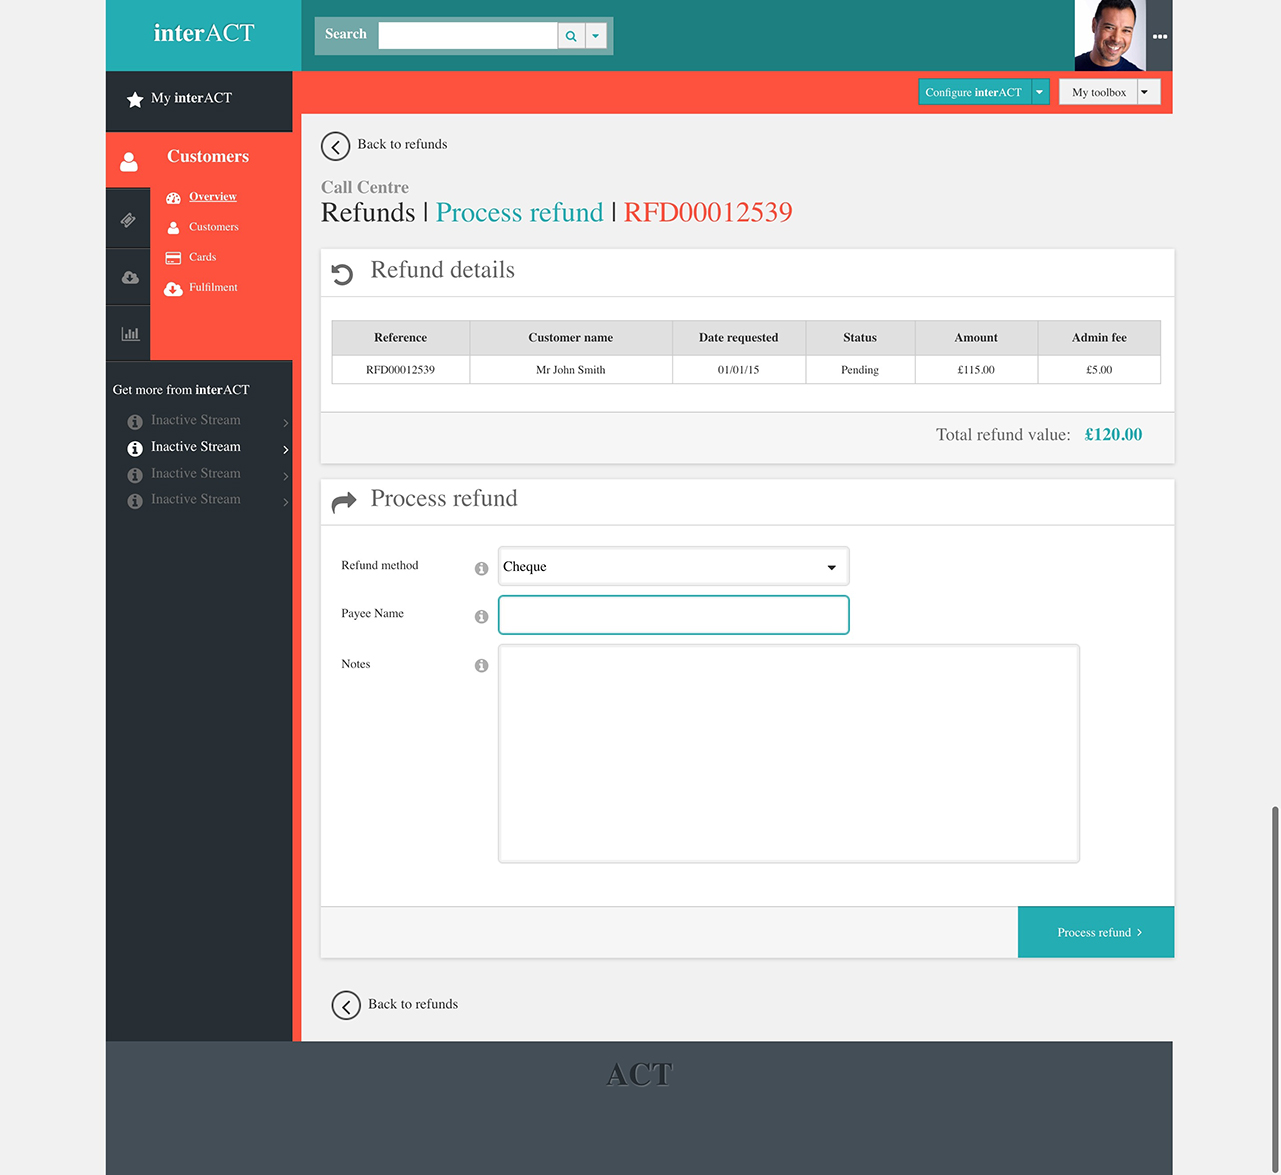 interACT
Search
My interACT
Configure interACT
My toolbox
Customers
Overview
Customers
Cards
Fulfilment
Get more from interACT
Inactive Stream
Inactive Stream
Inactive Stream
Inactive Stream
Back to refunds
Call Centre
Refunds | Process refund | RFD00012539
Refund details
Reference Customer name Date requested Status Amount Admin fee
RFD00012539 Mr John Smith 01/01/15 Pending £115.00 £5.00
Total refund value: £120.00
Process refund
Refund method Cheque
Payee Name
Notes
Process refund
Back to refunds
ACT